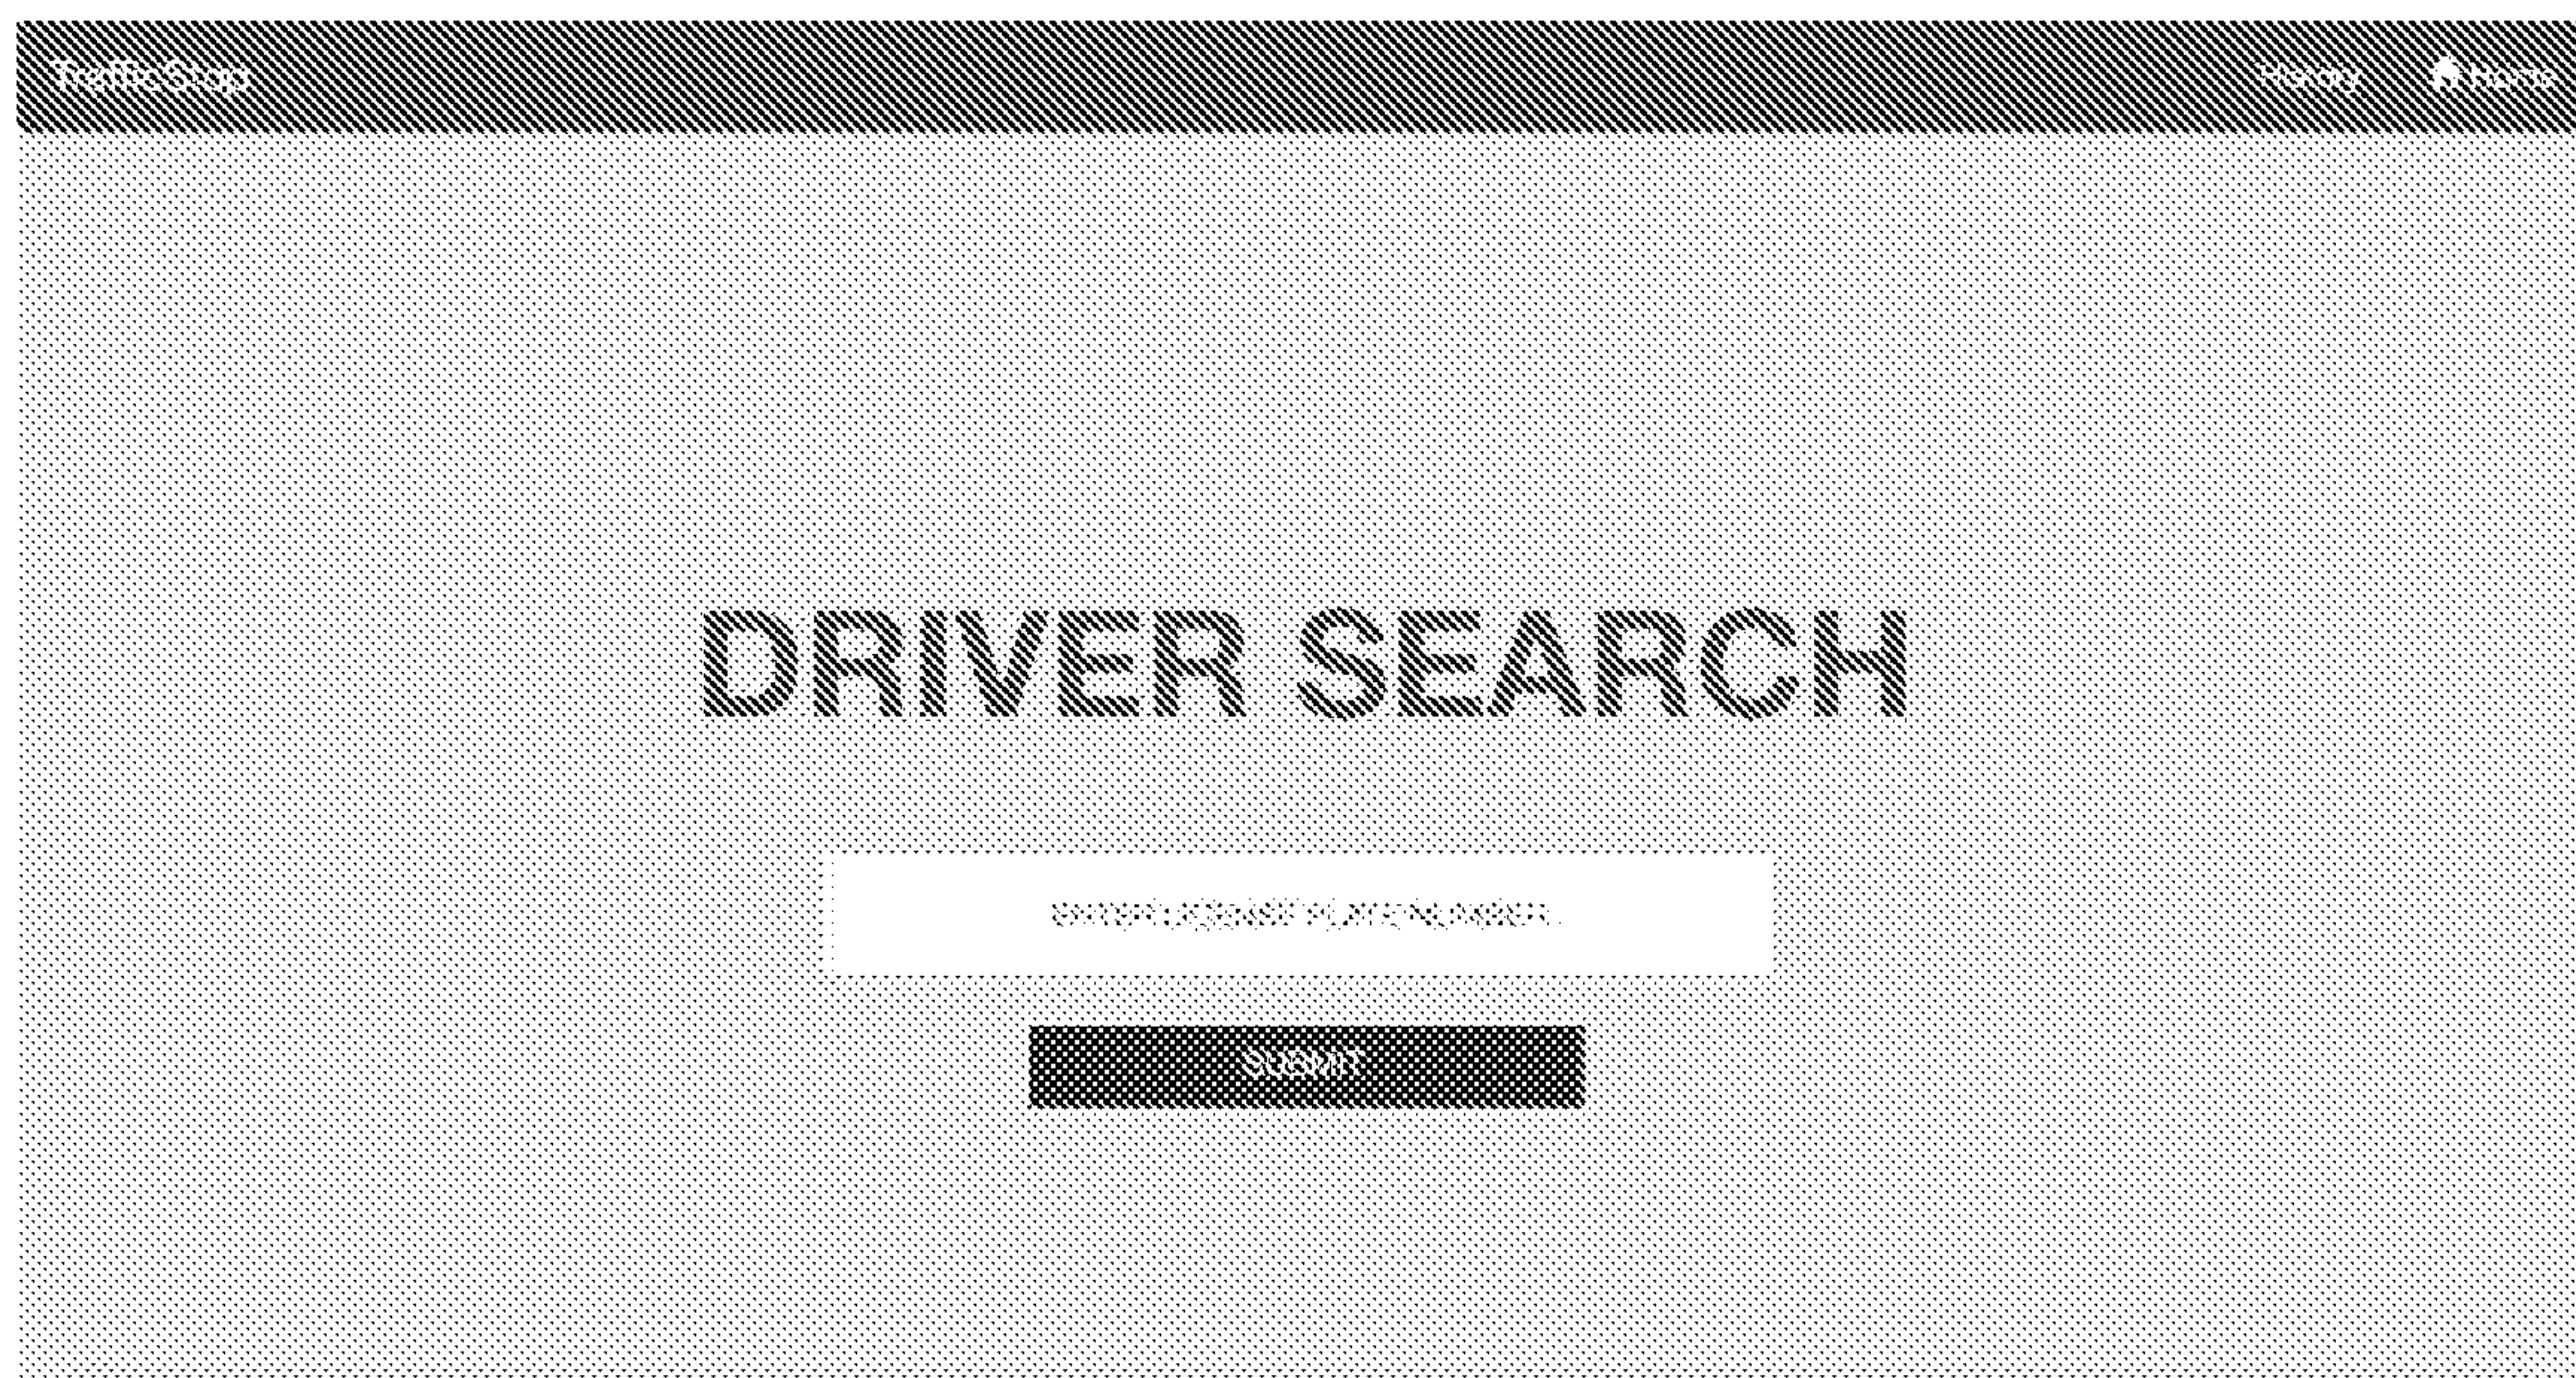 TrafficStop
History Home
DRIVER SEARCH
ENTER LICENSE PLATE NUMBER
SUBMIT